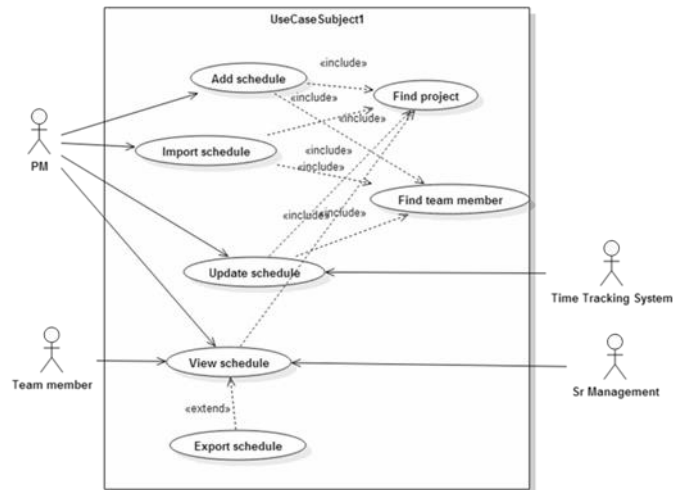 UseCaseSubject1
«include»
Add schedule
«include»
Find project
«include»
PM
Import schedule
«include»
«include»
Find team member
«include»
«include»
Update schedule
Time Tracking System
View schedule
Team member
Sr Management
«extend»
Export schedule